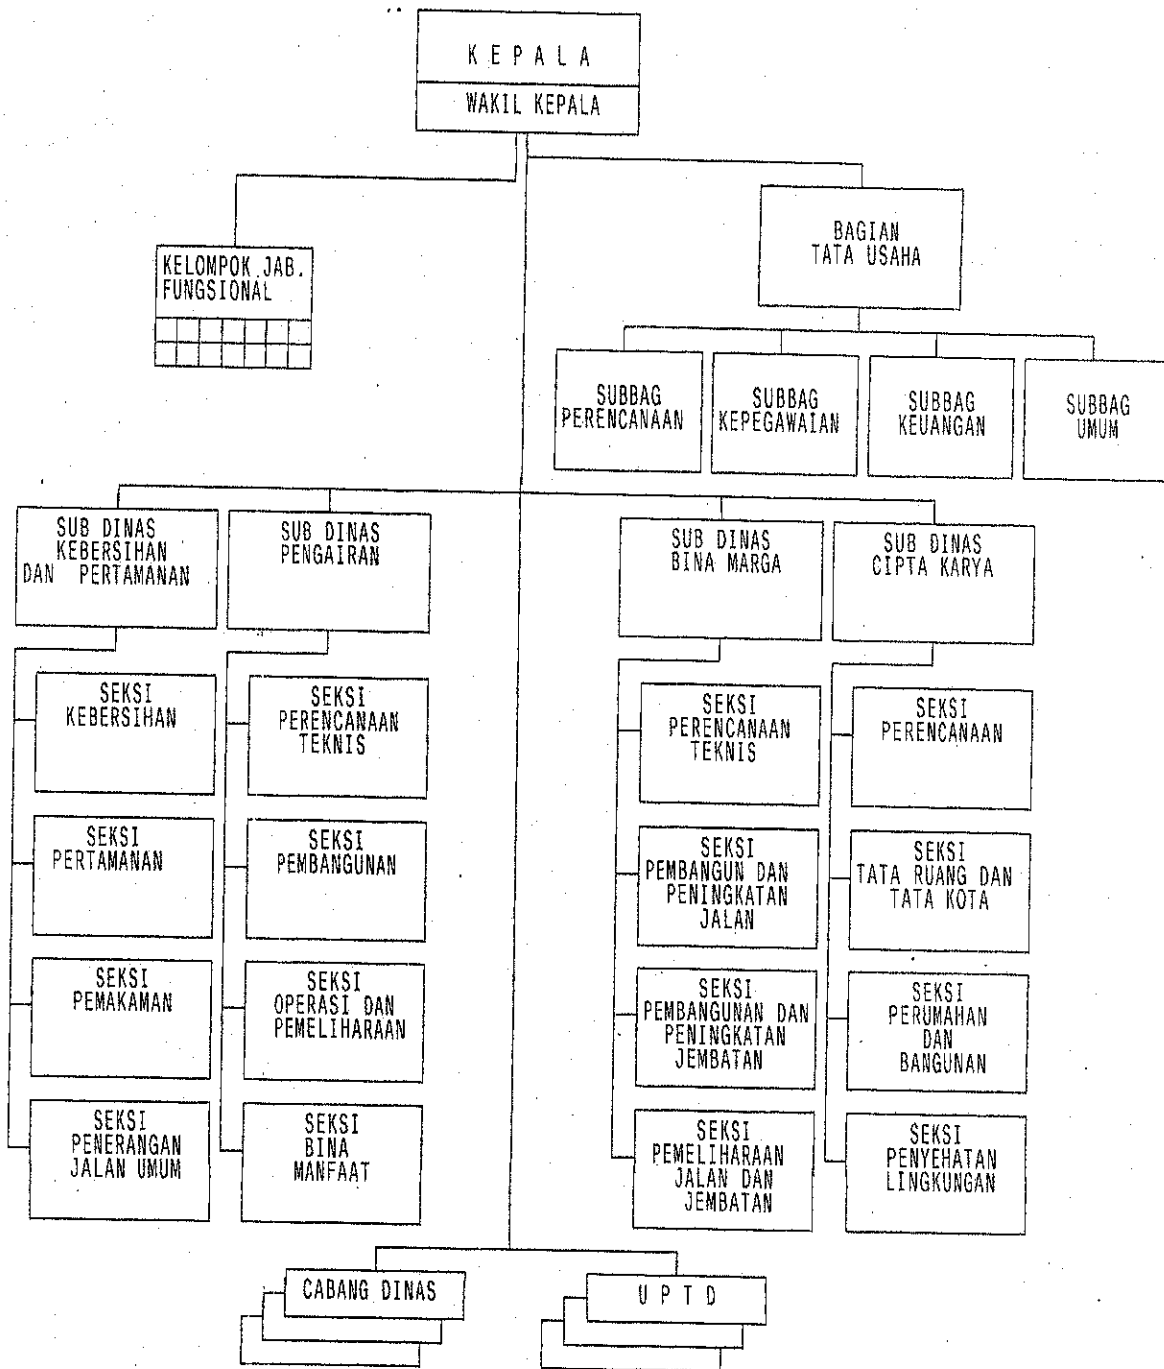 K E P A L A
WAKIL KEPALA
BAGIAN
TATA USAHA
KELOMPOK JAB.
FUNGSIONAL
SUBBAG
PERENCANAAN
SUBBAG
KEPEGAWAIAN
SUBBAG
KEUANGAN
SUBBAG
UMUM
SUB DINAS
KEBERSIHAN
DAN PERTAMANAN
SUB DINAS
PENGAIRAN
SUB DINAS
BINA MARGA
SUB DINAS
CIPTA KARYA
SEKSI
KEBERSIHAN
SEKSI
PERENCANAAN
TEKNIS
SEKSI
PERENCANAAN
TEKNIS
SEKSI
PERENCANAAN
SEKSI
PERTAMANAN
SEKSI
PEMBANGUNAN
SEKSI
PEMBANGUN DAN
PENINGKATAN
JALAN
SEKSI
TATA RUANG DAN
TATA KOTA
SEKSI
PEMAKAMAN
SEKSI
OPERASI DAN
PEMELIHARAAN
SEKSI
PEMBANGUNAN DAN
PENINGKATAN
JEMBATAN
SEKSI
PERUMAHAN
DAN
BANGUNAN
SEKSI
PENERANGAN
JALAN UMUM
SEKSI
BINA
MANFAAT
SEKSI
PEMELIHARAAN
JALAN DAN
JEMBATAN
SEKSI
PENYEHATAN
LINGKUNGAN
CABANG DINAS
U P T D